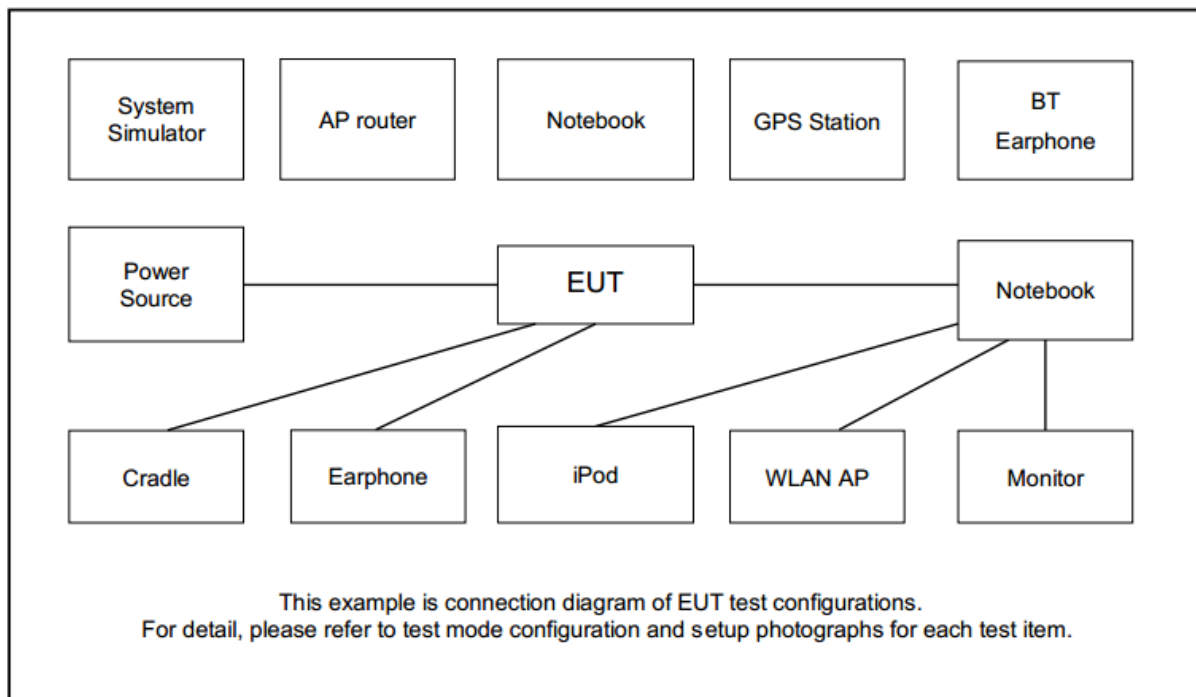 System
Simulator
AP router
Notebook
GPS Station
BT
Earphone
Power
Source
EUT
Notebook
Cradle
Earphone
iPod
WLAN AP
Monitor
This example is connection diagram of EUT test configurations.
For detail, please refer to test mode configuration and setup photographs for each test item.